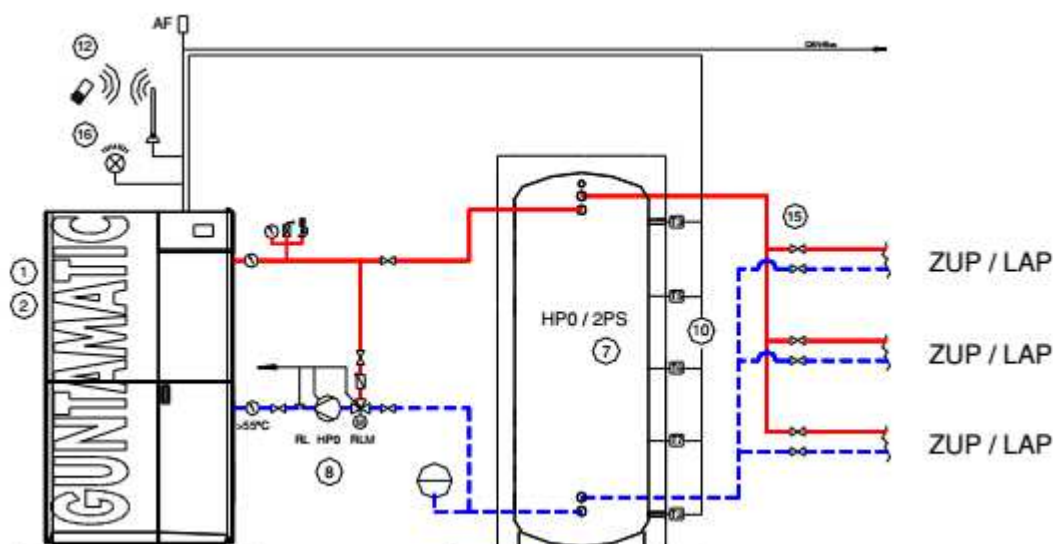 AF
12
16
GUNTAMATIC
1
2
>55°C
RL HP0 RLM
8
HP0 / 2PS
7
10
15
ZUP / LAP
ZUP / LAP
ZUP / LAP